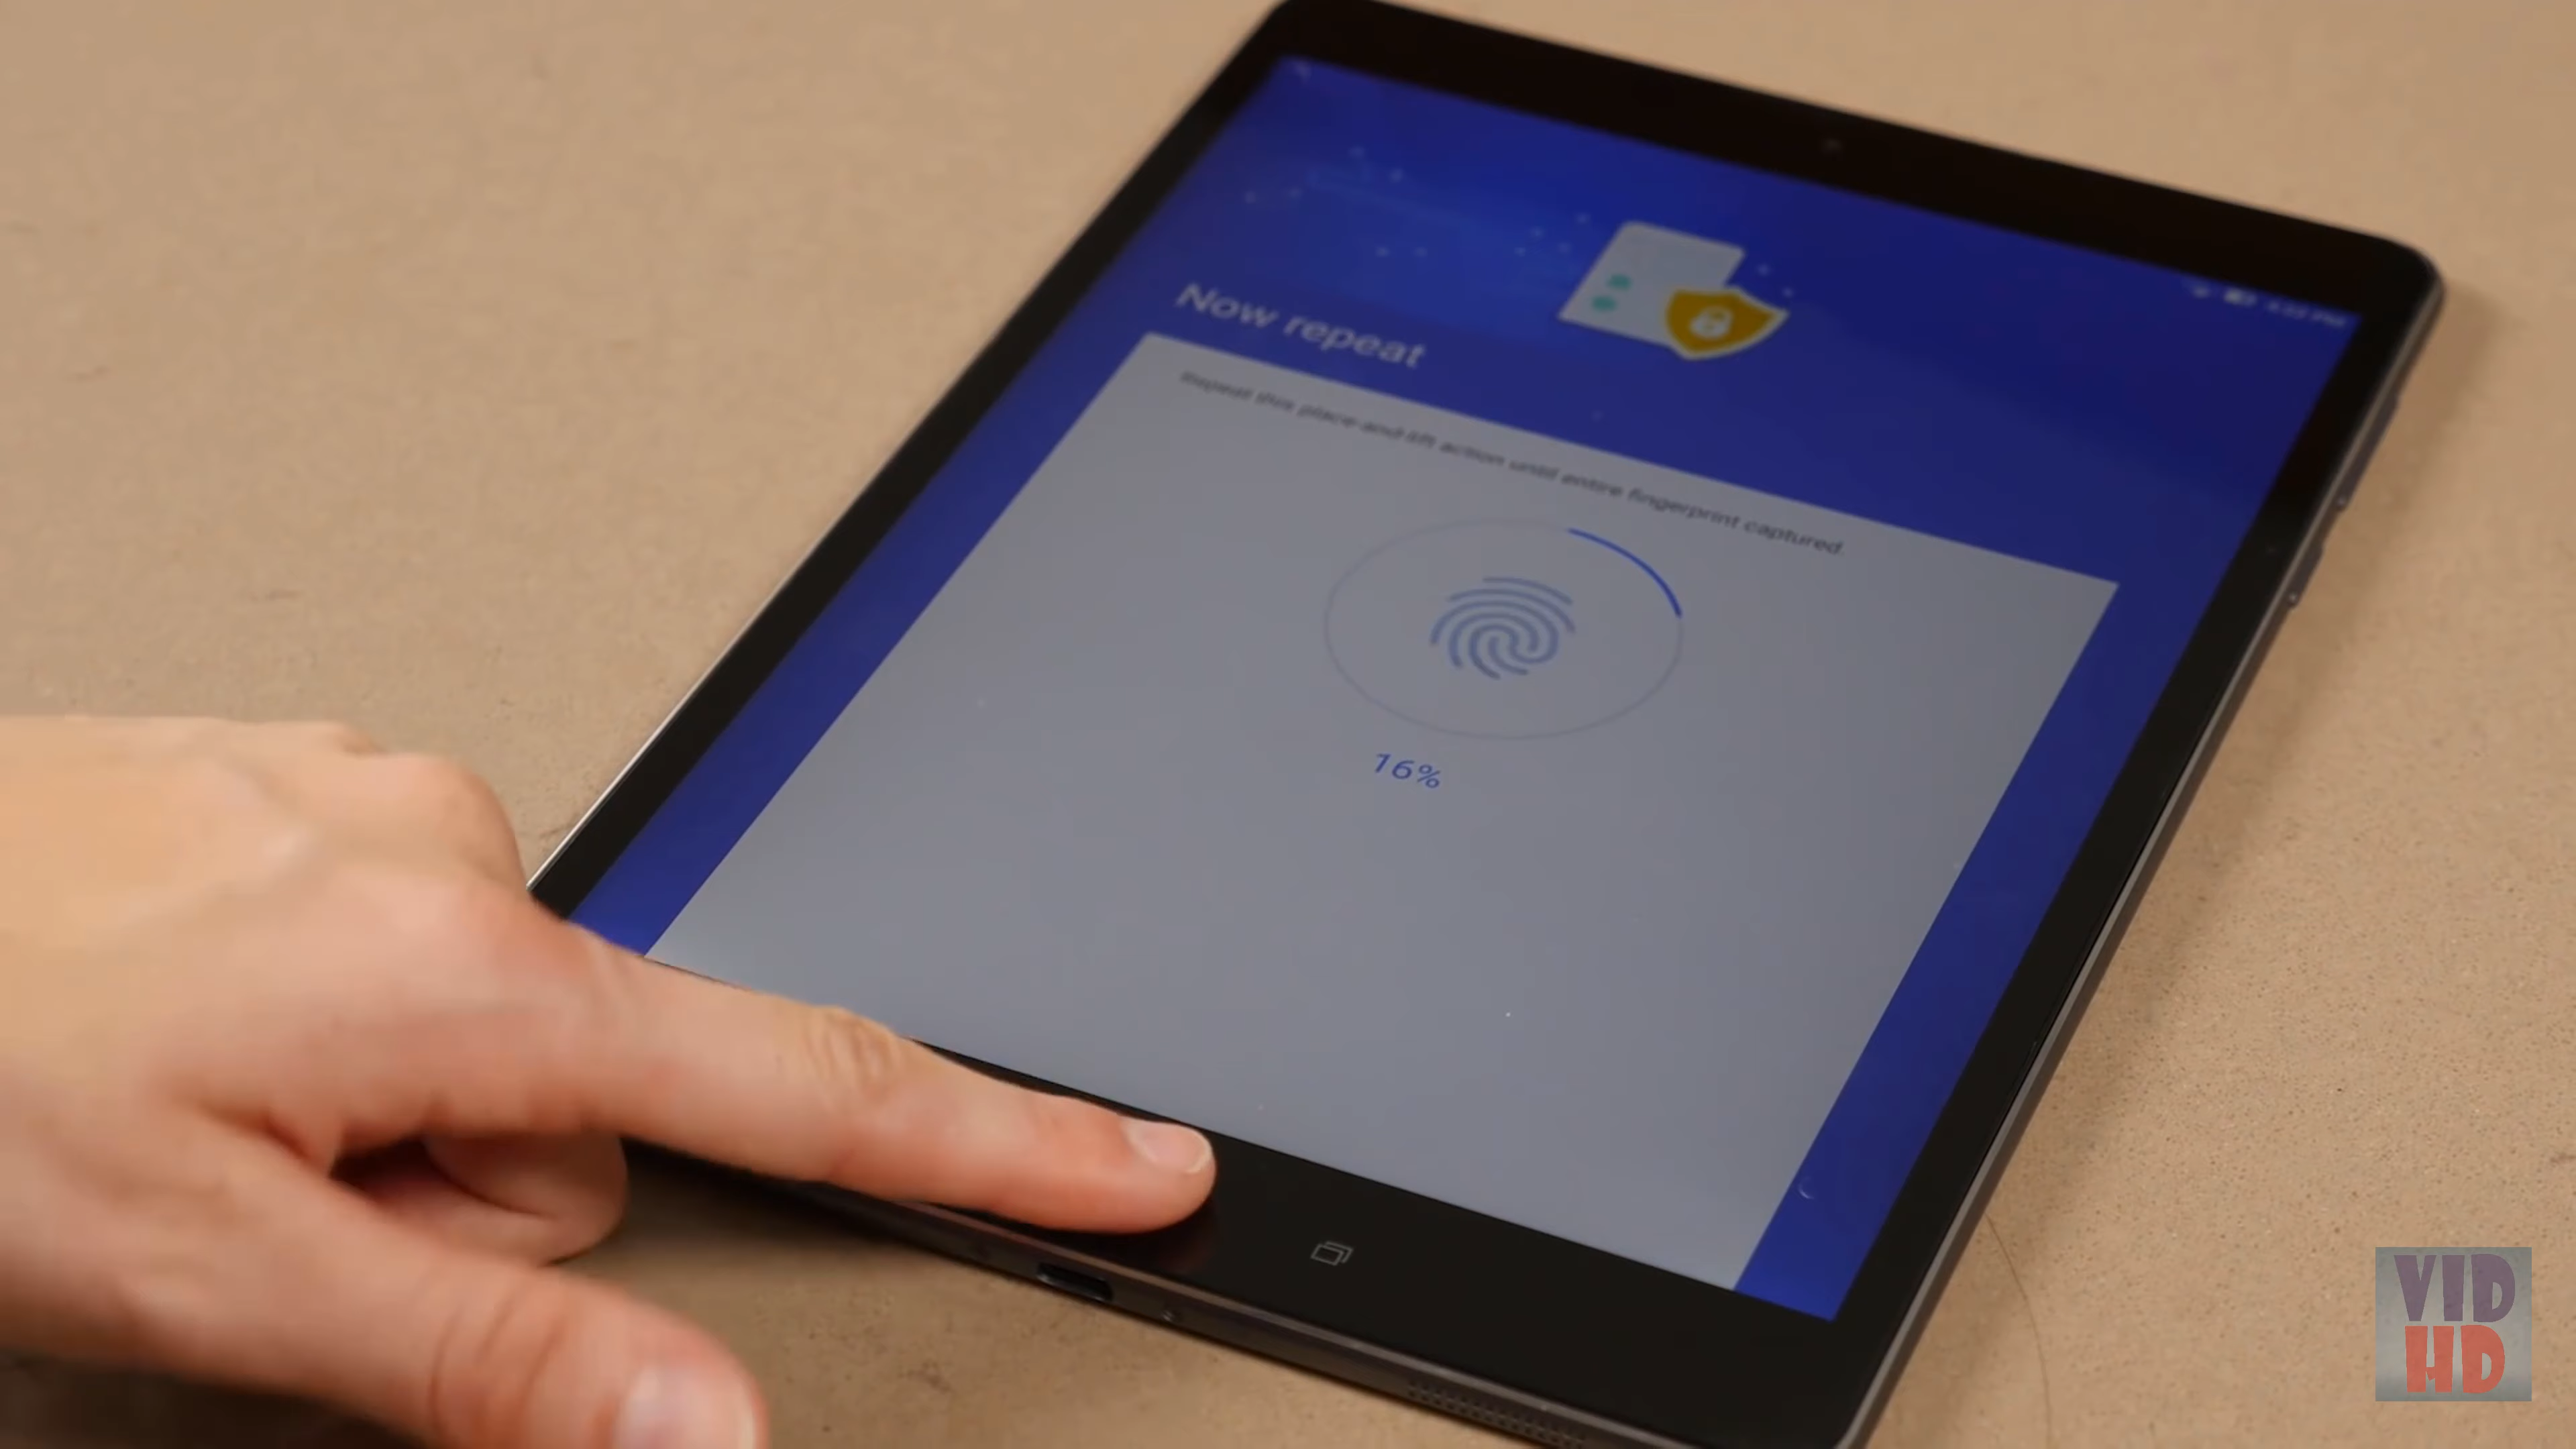 Now repeat
Repeat this place-and-lift action until entire fingerprint captured.
16%
VID
HD